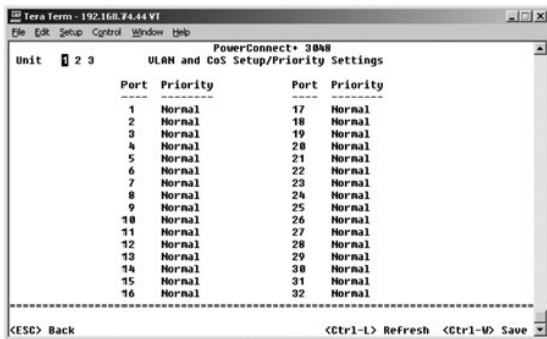 Tera Term - 192.168.74.44 VT
File Edit Setup Control Window Help
PowerConnect+ 3048
Unit 1 2 3 VLAN and CoS Setup/Priority Settings
Port Priority Port Priority
---- -------- ---- --------
1 Normal 17 Normal
2 Normal 18 Normal
3 Normal 19 Normal
4 Normal 20 Normal
5 Normal 21 Normal
6 Normal 22 Normal
7 Normal 23 Normal
8 Normal 24 Normal
9 Normal 25 Normal
10 Normal 26 Normal
11 Normal 27 Normal
12 Normal 28 Normal
13 Normal 29 Normal
14 Normal 30 Normal
15 Normal 31 Normal
16 Normal 32 Normal
<ESC> Back <Ctrl-L> Refresh <Ctrl-W> Save